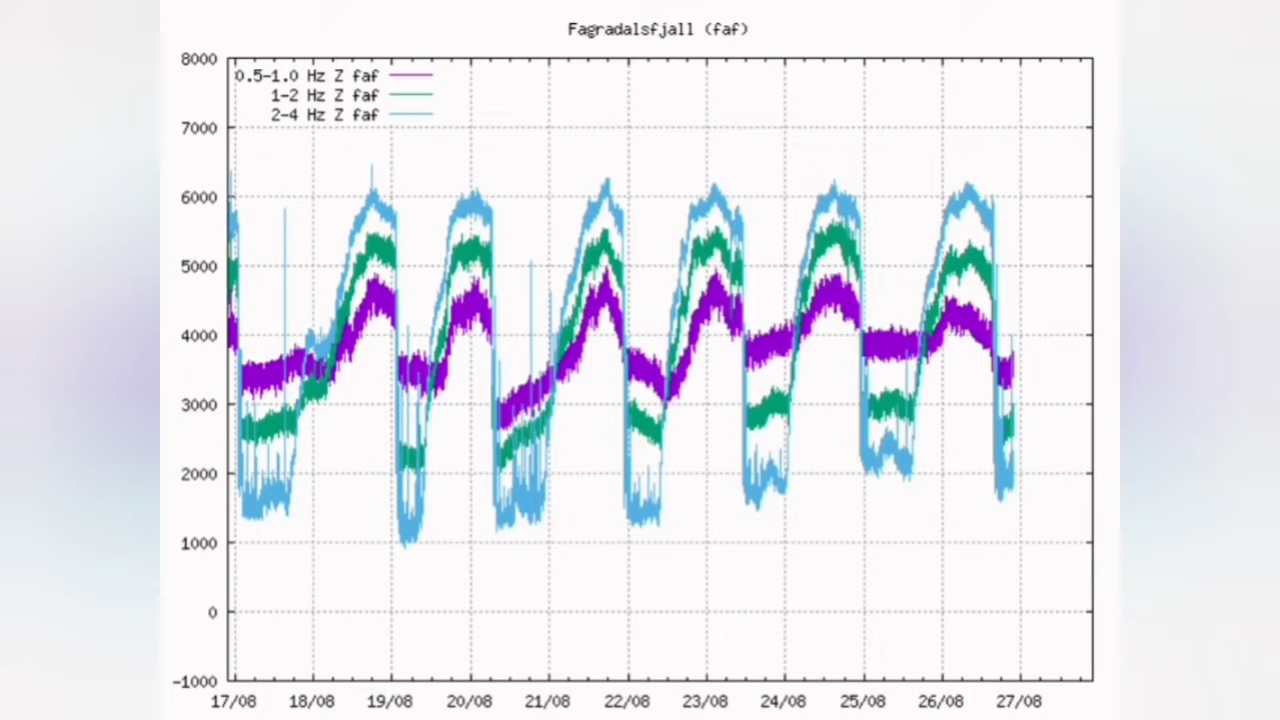 Fagradalsfjall (faf)
8000
0.5-1.0 Hz Z faf
1-2 Hz Z faf
2-4 Hz Z faf
7000
6000
5000
4000
3000
2000
1000
0
-1000
17/08 18/08 19/08 20/08 21/08 22/08 23/08 24/08 25/08 26/08 27/08